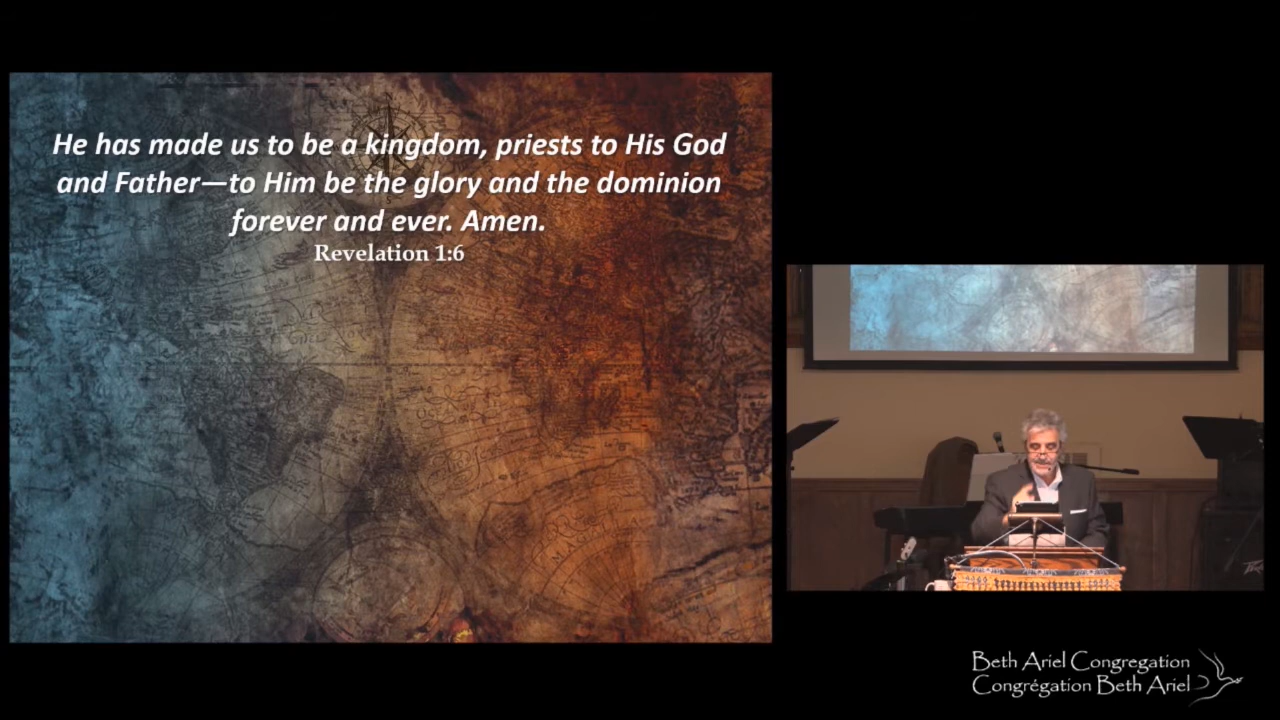 He has made us to be a kingdom, priests to His God
and Father—to Him be the glory and the dominion
forever and ever. Amen.
Revelation 1:6
Beth Ariel Congregation
Congrégation Beth Ariel